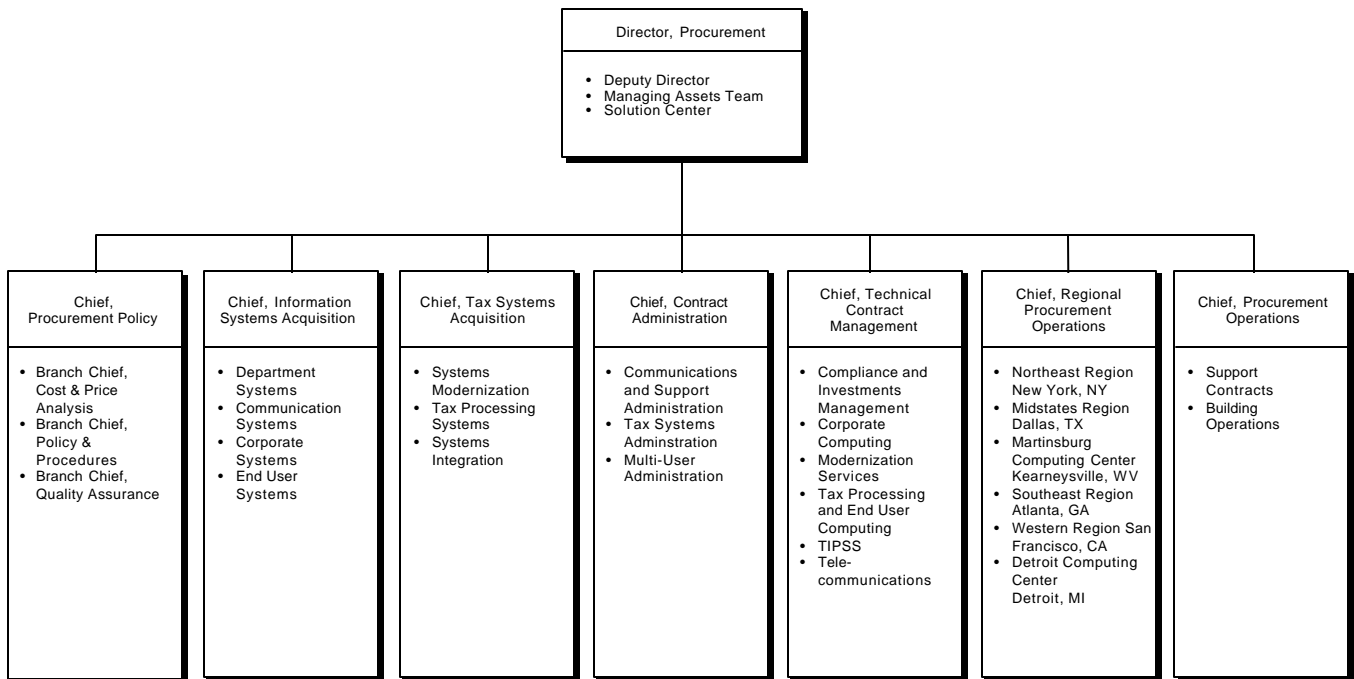 Director, Procurement
• Deputy Director
• Managing Assets Team
• Solution Center
Chief,
Procurement Policy
• Branch Chief,
Cost & Price
Analysis
• Branch Chief,
Policy &
Procedures
• Branch Chief,
Quality Assurance
Chief, Information
Systems Acquisition
• Department
Systems
• Communication
Systems
• Corporate
Systems
• End User
Systems
Chief, Tax Systems
Acquisition
• Systems
Modernization
• Tax Processing
Systems
• Systems
Integration
Chief, Contract
Administration
• Communications
and Support
Administration
• Tax Systems
Adminstration
• Multi-User
Administration
Chief, Technical
Contract
Management
• Compliance and
Investments
Management
• Corporate
Computing
• Modernization
Services
• Tax Processing
and End User
Computing
• TIPSS
• Tele-
communications
Chief, Regional
Procurement
Operations
• Northeast Region
New York, NY
• Midstates Region
Dallas, TX
• Martinsburg
Computing Center
Kearneysville, WV
• Southeast Region
Atlanta, GA
• Western Region San
Francisco, CA
• Detroit Computing
Center
Detroit, MI
Chief, Procurement
Operations
• Support
Contracts
• Building
Operations